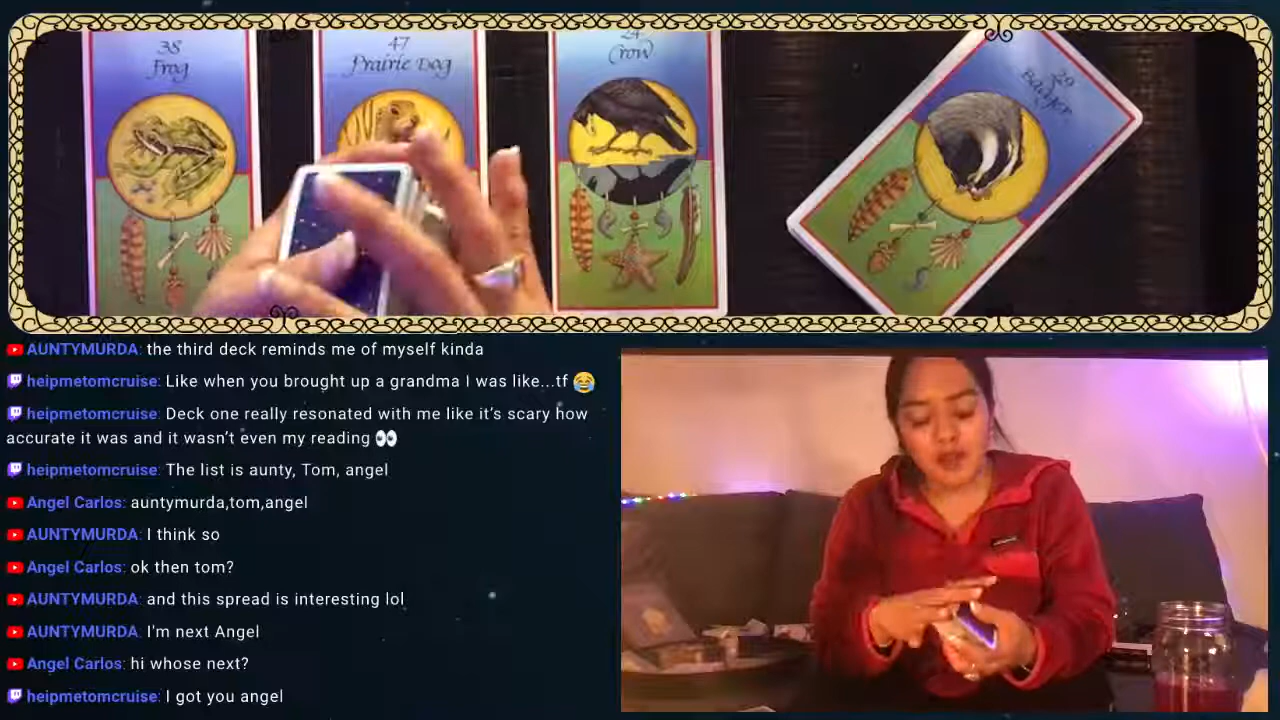 38
Frog
47
Prairie Dog
24
Crow
29
Badger
AUNTYMURDA: the third deck reminds me of myself kinda
heipmetomcruise: Like when you brought up a grandma I was like...tf 😂
heipmetomcruise: Deck one really resonated with me like it's scary how
accurate it was and it wasn't even my reading 👀
heipmetomcruise: The list is aunty, Tom, angel
Angel Carlos: auntymurda,tom,angel
AUNTYMURDA: I think so
Angel Carlos: ok then tom?
AUNTYMURDA: and this spread is interesting lol
AUNTYMURDA: I'm next Angel
Angel Carlos: hi whose next?
heipmetomcruise: I got you angel